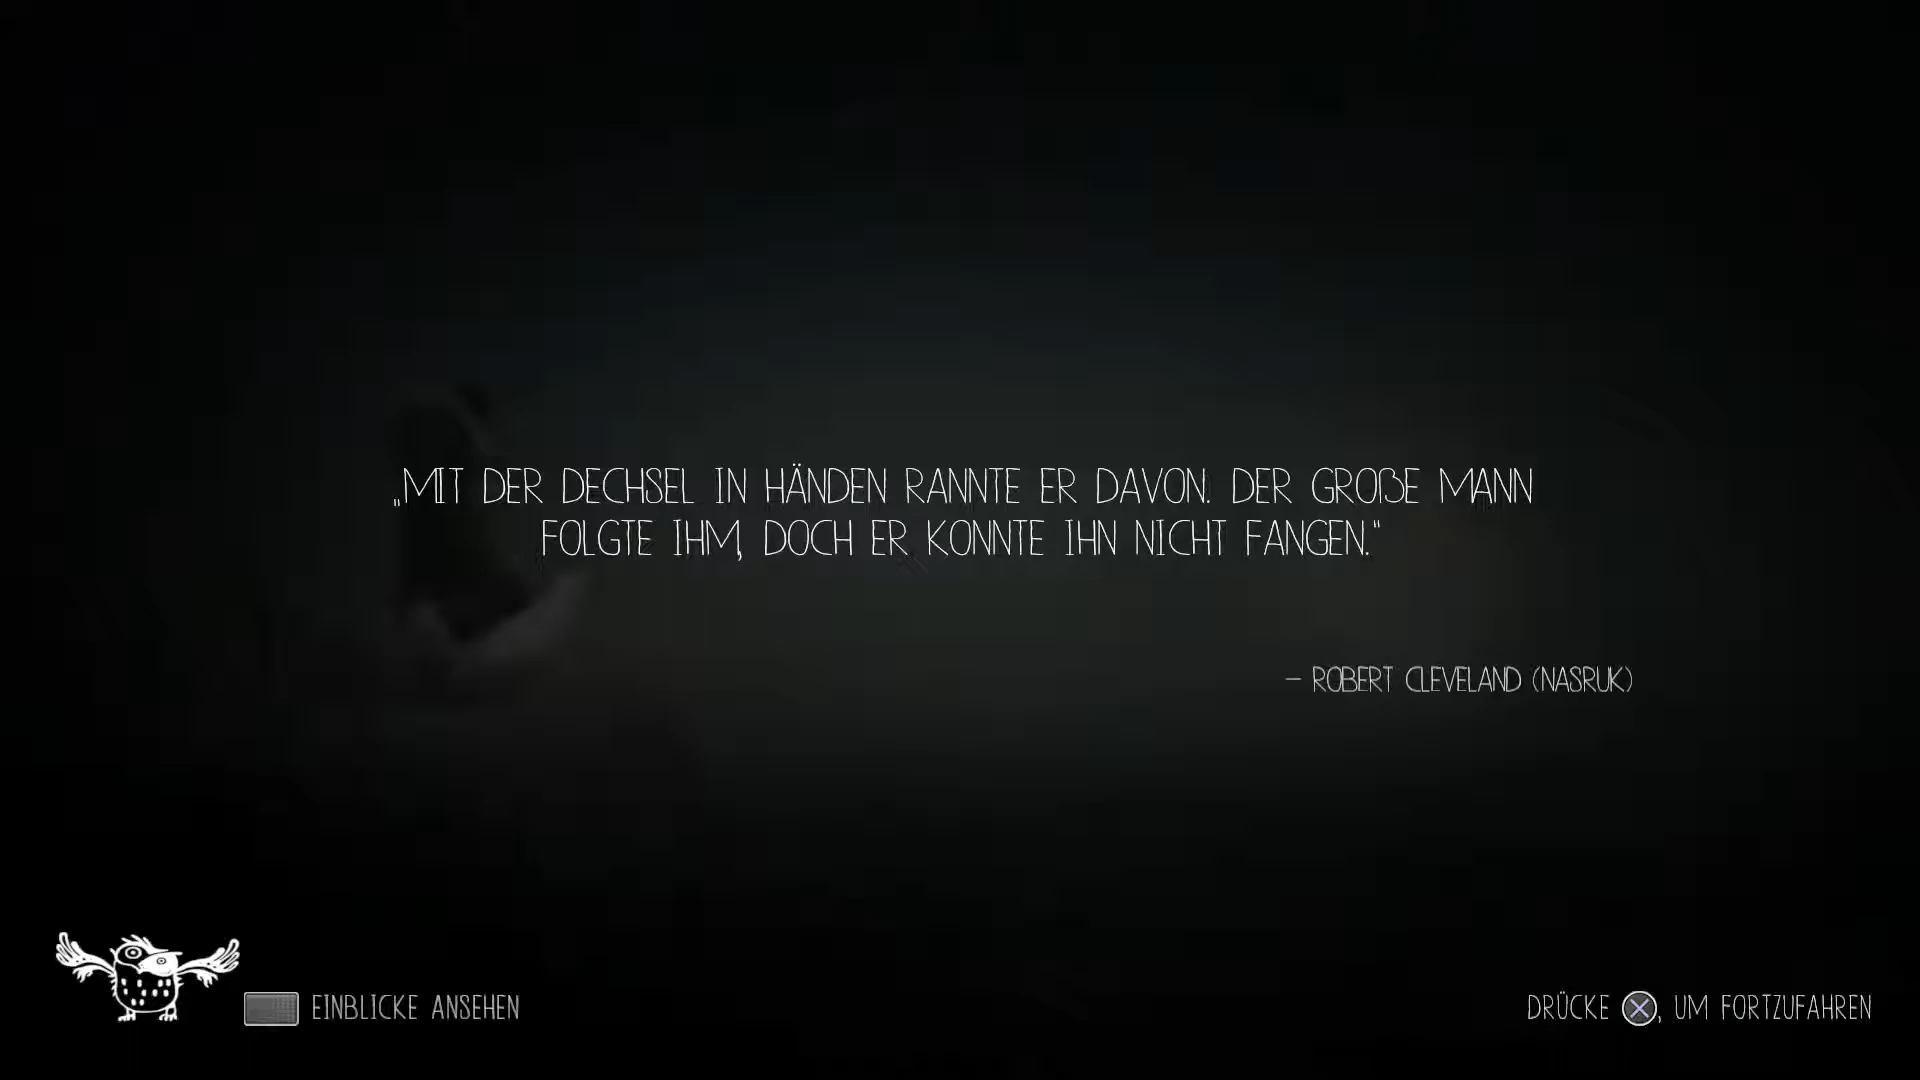 „MIT DER DECHSEL IN HÄNDEN RANNTE ER DAVON. DER GROßE MANN
FOLGTE IHM, DOCH ER KONNTE IHN NICHT FANGEN.“
– ROBERT CLEVELAND (NASRUK)
EINBLICKE ANSEHEN
DRÜCKE , UM FORTZUFAHREN